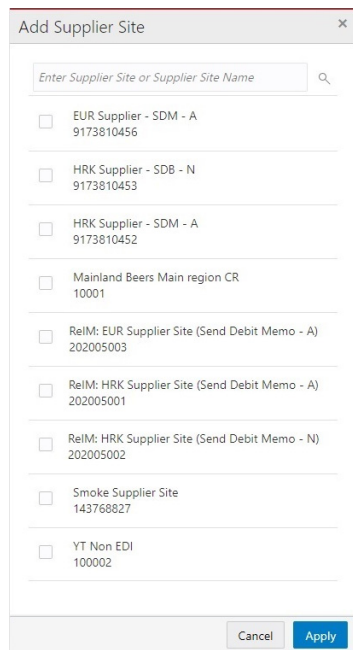 Add Supplier Site
Enter Supplier Site or Supplier Site Name
EUR Supplier - SDM - A
9173810456
HRK Supplier - SDB - N
9173810453
HRK Supplier - SDM - A
9173810452
Mainland Beers Main region CR
10001
ReIM: EUR Supplier Site (Send Debit Memo - A)
202005003
ReIM: HRK Supplier Site (Send Debit Memo - A)
202005001
ReIM: HRK Supplier Site (Send Debit Memo - N)
202005002
Smoke Supplier Site
143768827
YT Non EDI
100002
Cancel Apply